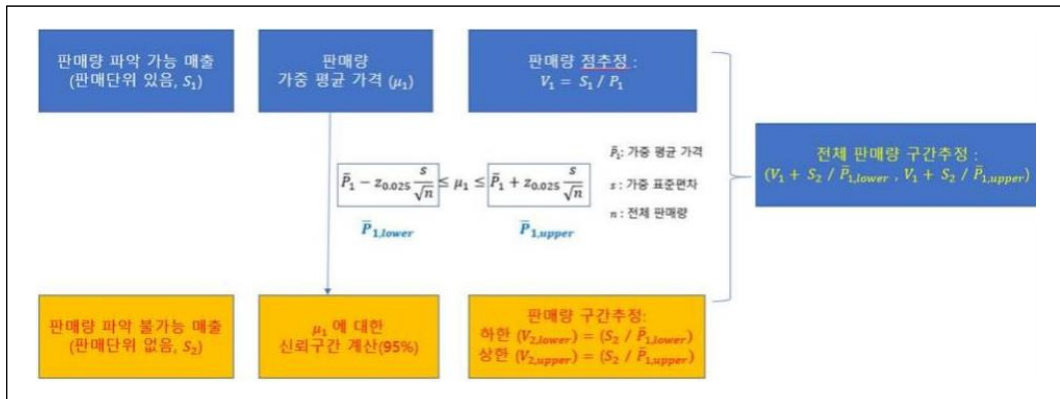 판매량 파악 가능 매출
(판매단위 있음, S₁)
판매량
가중 평균 가격 (μ₁)
판매량 점추정 :
V₁ = S₁ / P₁
P̄₁ − z₀.₀₂₅ s/√n ≤ μ₁ ≤ P̄₁ + z₀.₀₂₅ s/√n
P̄₁,lower
P̄₁,upper
P̄₁: 가중 평균 가격
s : 가중 표준편차
n : 전체 판매량
전체 판매량 구간추정 :
(V₁ + S₂ / P̄₁,lower , V₁ + S₂ / P̄₁,upper)
판매량 파악 불가능 매출
(판매단위 없음, S₂)
μ₁ 에 대한
신뢰구간 계산(95%)
판매량 구간추정:
하한 (V₂,lower) = (S₂ / P̄₁,lower)
상한 (V₂,upper) = (S₂ / P̄₁,upper)